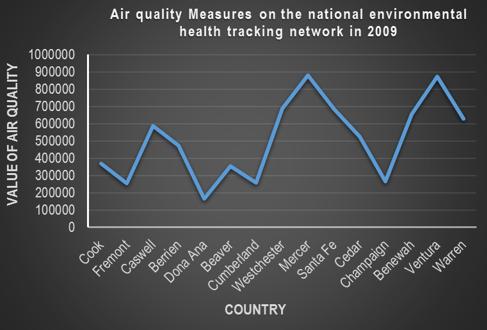 Air quality Measures on the national environmental
health tracking network in 2009
VALUE OF AIR QUALITY
1000000
900000
800000
700000
600000
500000
400000
300000
200000
100000
0
Cook
Fremont
Caswell
Berrien
Dona Ana
Beaver
Cumberland
Westchester
Mercer
Santa Fe
Cedar
Champaign
Benewah
Ventura
Warren
COUNTRY